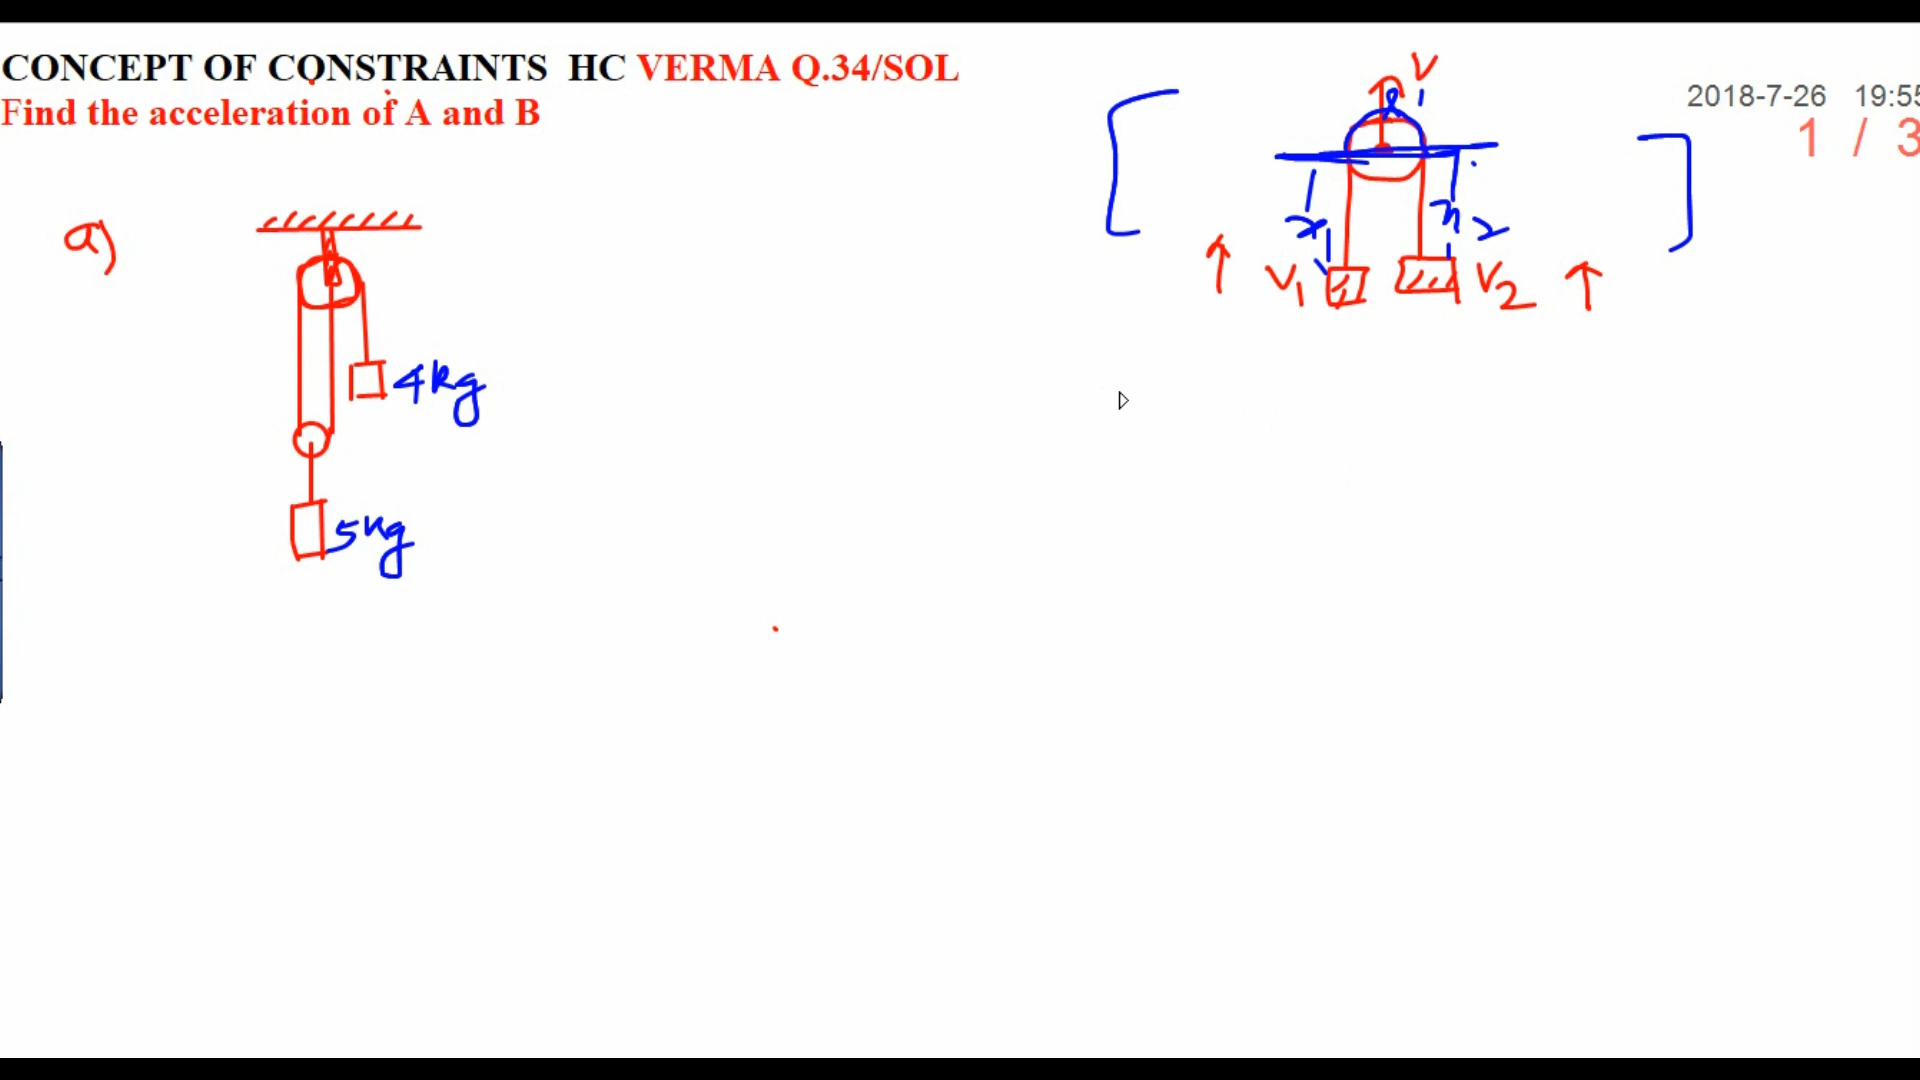 CONCEPT OF CONSTRAINTS HC VERMA Q.34/SOL
Find the acceleration of A and B
2018-7-26 19:55
1 / 3
a)
4kg
5kg
V
l
x1
x2
V1
V2